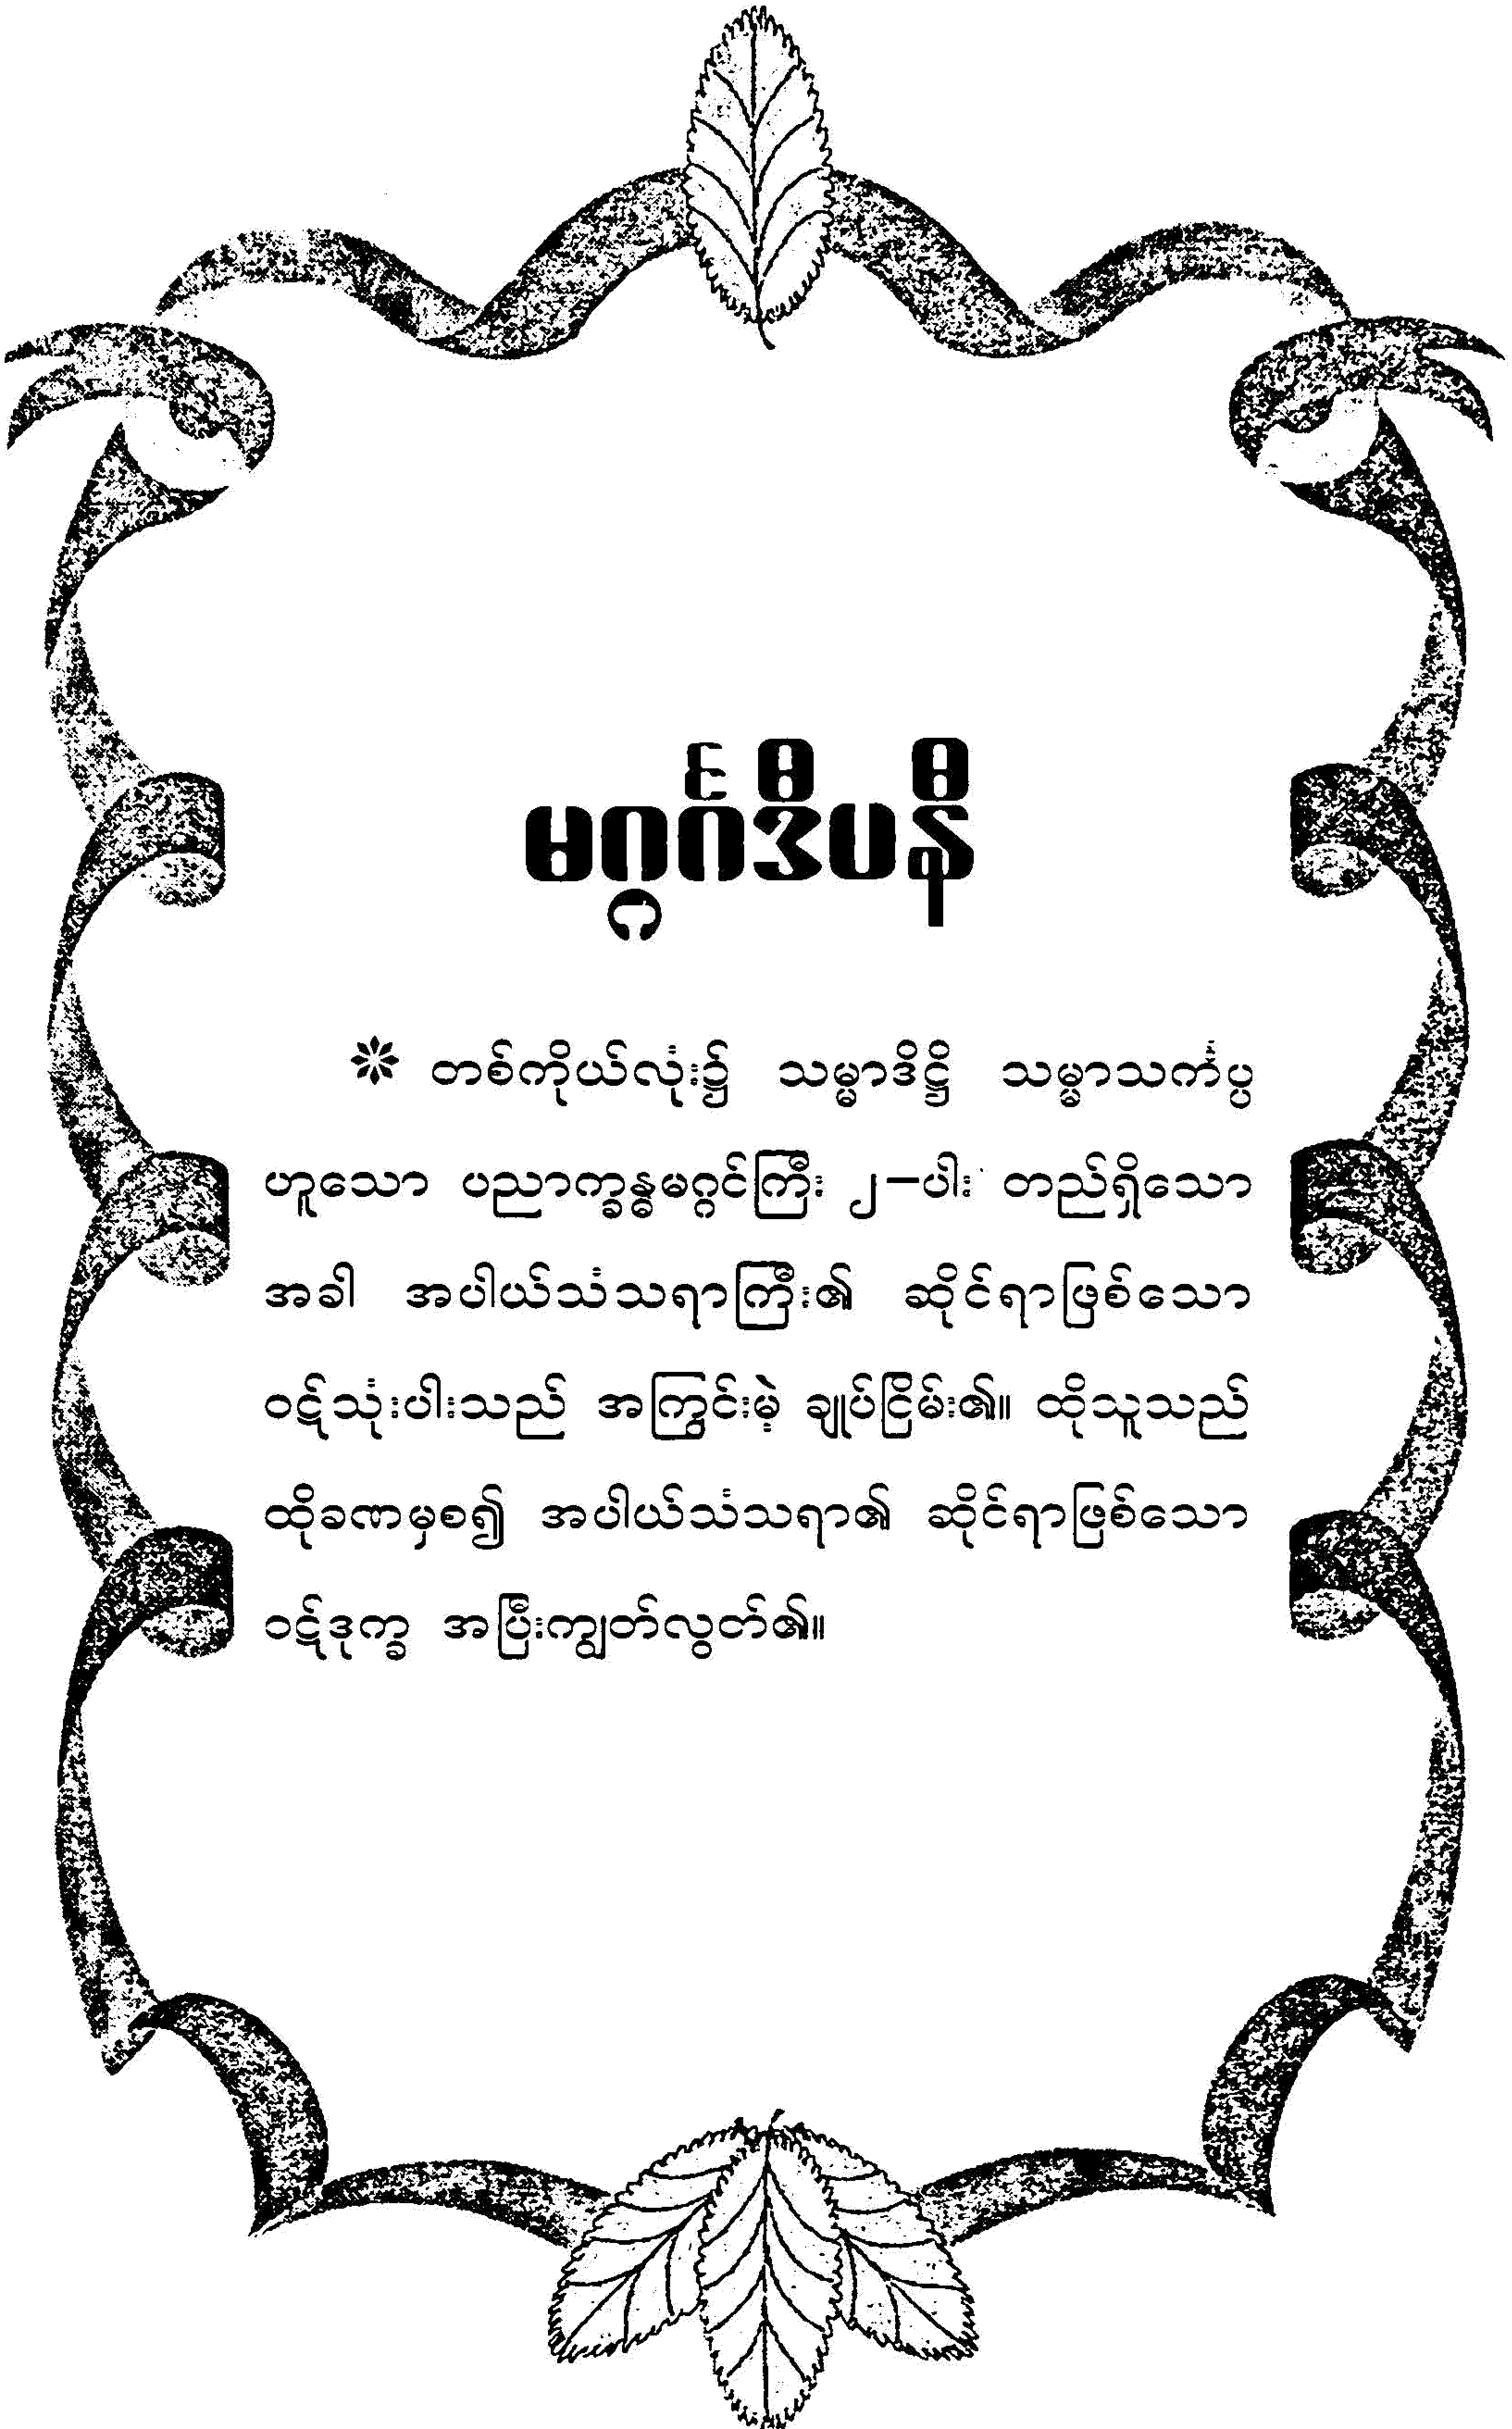 မဂ္ဂင်္ဂဒီပနီ
❊ တစ်ကိုယ်လုံး၌ သမ္မာဒိဋ္ဌိ သမ္မာသင်္ကပ္ပ
ဟူသော ပညာက္ခန္ဓမဂ္ဂင်ကြီး ၂–ပါး တည်ရှိသော
အခါ အပါယ်သံသရာကြီး၏ ဆိုင်ရာဖြစ်သော
ဝဋ်သုံးပါးသည် အကြွင်းမဲ့ ချုပ်ငြိမ်း၏။ ထိုသူသည်
ထိုခဏမှစ၍ အပါယ်သံသရာ၏ ဆိုင်ရာဖြစ်သော
ဝဋ်ဒုက္ခ အပြီးကျွတ်လွတ်၏။